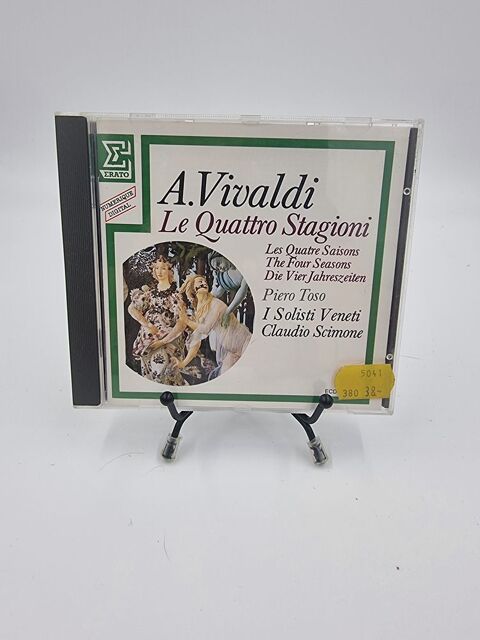 ERATO
NUMERIQUE
DIGITAL
A.Vivaldi
Le Quattro Stagioni
Les Quatre Saisons
The Four Seasons
Die Vier Jahreszeiten
Piero Toso
I Solisti Veneti
Claudio Scimone
5041
ECD
380 38-